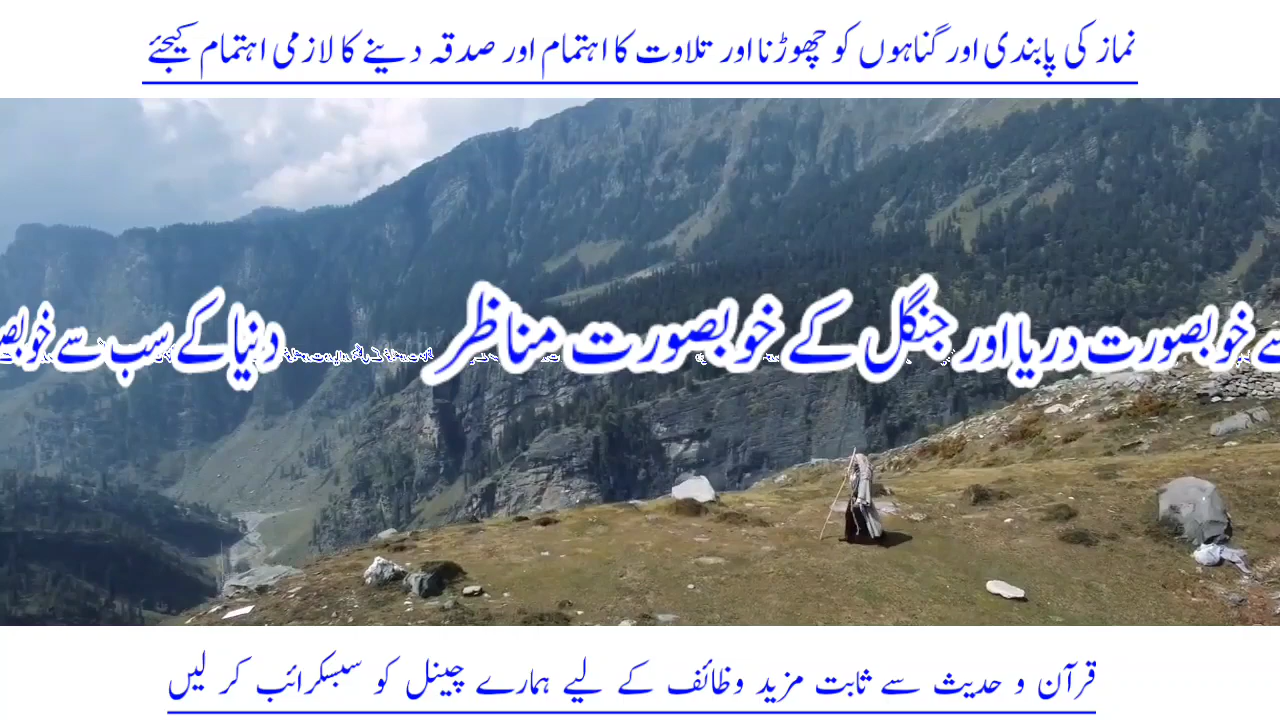 نماز کی پابندی اور گناہوں کو چھوڑنا اور تلاوت کا اہتمام اور صدقہ دینے کا لازمی اہتمام کیجئے
سے خوبصورت دریا اور جنگل کے خوبصورت مناظر دنیا کے سب سے خوبص
قرآن و حدیث سے ثابت مزید وظائف کے لیے ہمارے چینل کو سبسکرائب کر لیں